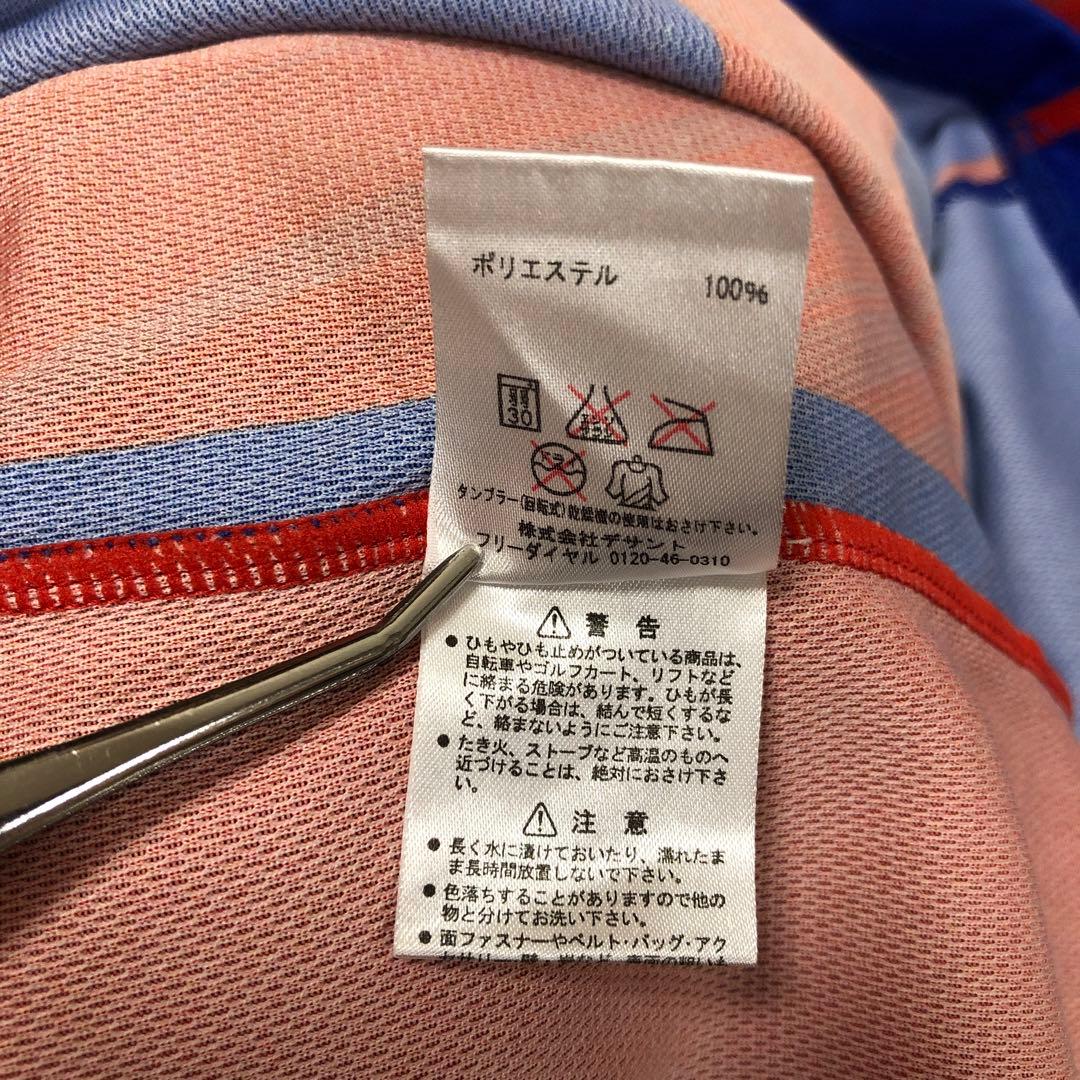 ポリエステル 100%
30
タンブラー(回転式)乾燥機の使用はおさけ下さい。
株式会社デサント
フリーダイヤル 0120-46-0310
警告
● ひもやひも止めがついている商品は、
自転車やゴルフカート、リフトなど
に絡まる危険があります。ひもが長
く下がる場合は、結んで短くするな
ど、絡まないようにご注意下さい。
● たき火、ストーブなど高温のものへ
近づけることは、絶対におさけ下さ
い。
注意
● 長く水に漬けておいたり、濡れたま
ま長時間放置しないで下さい。
● 色落ちすることがありますので他の
物と分けてお洗い下さい。
● 面ファスナーやベルト・バッグ・アク